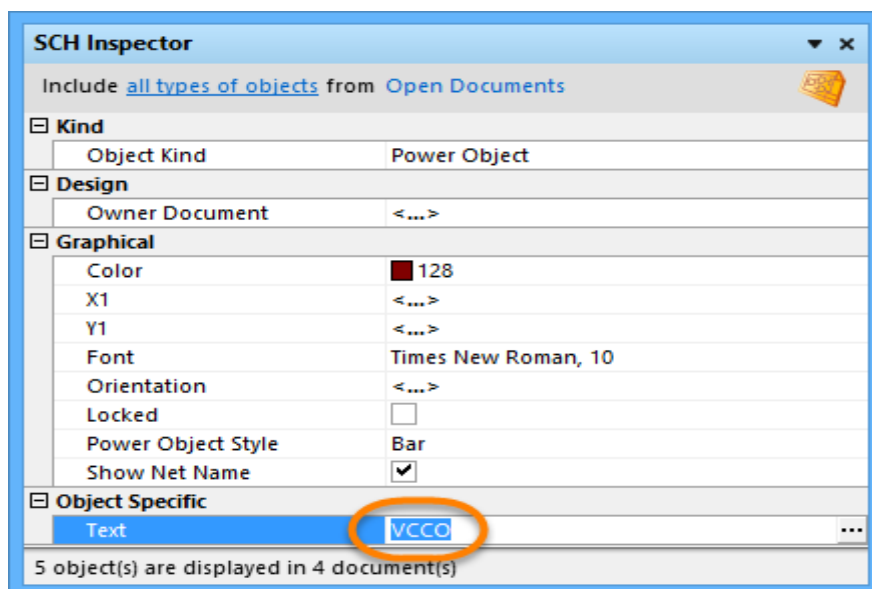 SCH Inspector
Include all types of objects from Open Documents
Kind
Object Kind Power Object
Design
Owner Document <...>
Graphical
Color 128
X1 <...>
Y1 <...>
Font Times New Roman, 10
Orientation <...>
Locked
Power Object Style Bar
Show Net Name
Object Specific
Text VCCO ...
5 object(s) are displayed in 4 document(s)